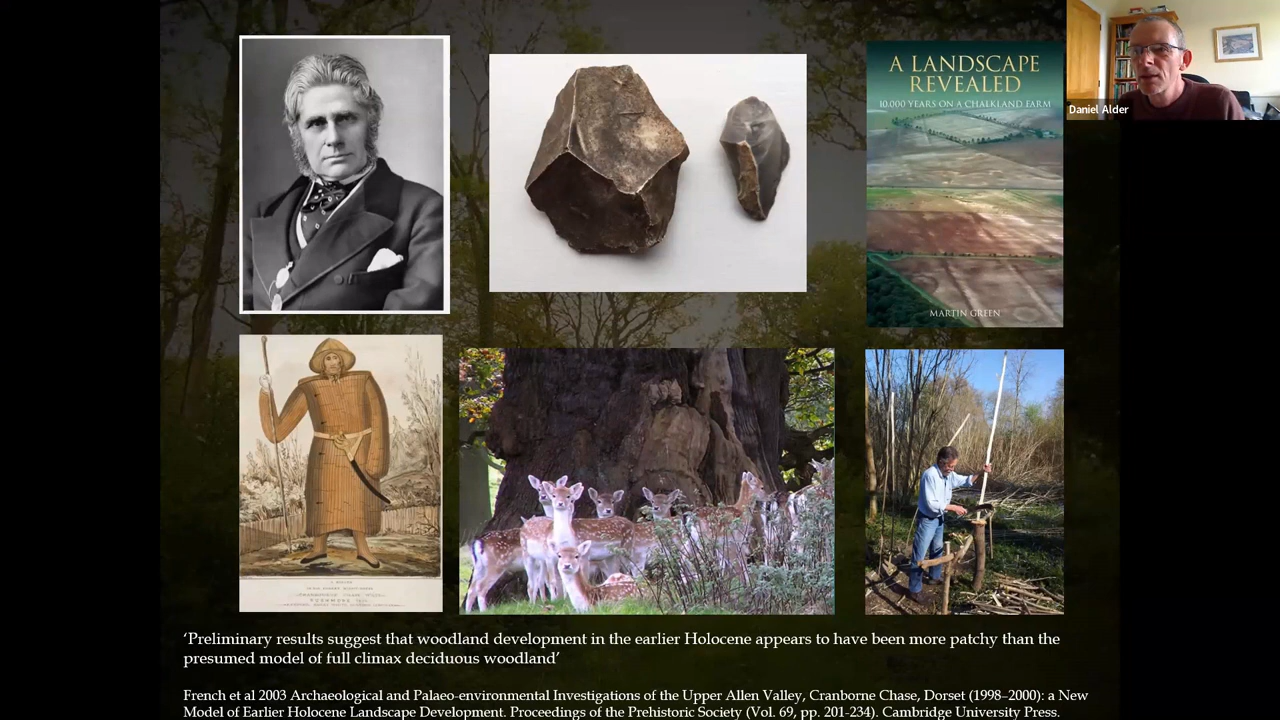 A LANDSCAPE
REVEALED
10,000 YEARS ON A CHALKLAND FARM
MARTIN GREEN
Daniel Alder
'Preliminary results suggest that woodland development in the earlier Holocene appears to have been more patchy than the
presumed model of full climax deciduous woodland'
French et al 2003 Archaeological and Palaeo-environmental Investigations of the Upper Allen Valley, Cranborne Chase, Dorset (1998–2000): a New
Model of Earlier Holocene Landscape Development. Proceedings of the Prehistoric Society (Vol. 69, pp. 201-234). Cambridge University Press.